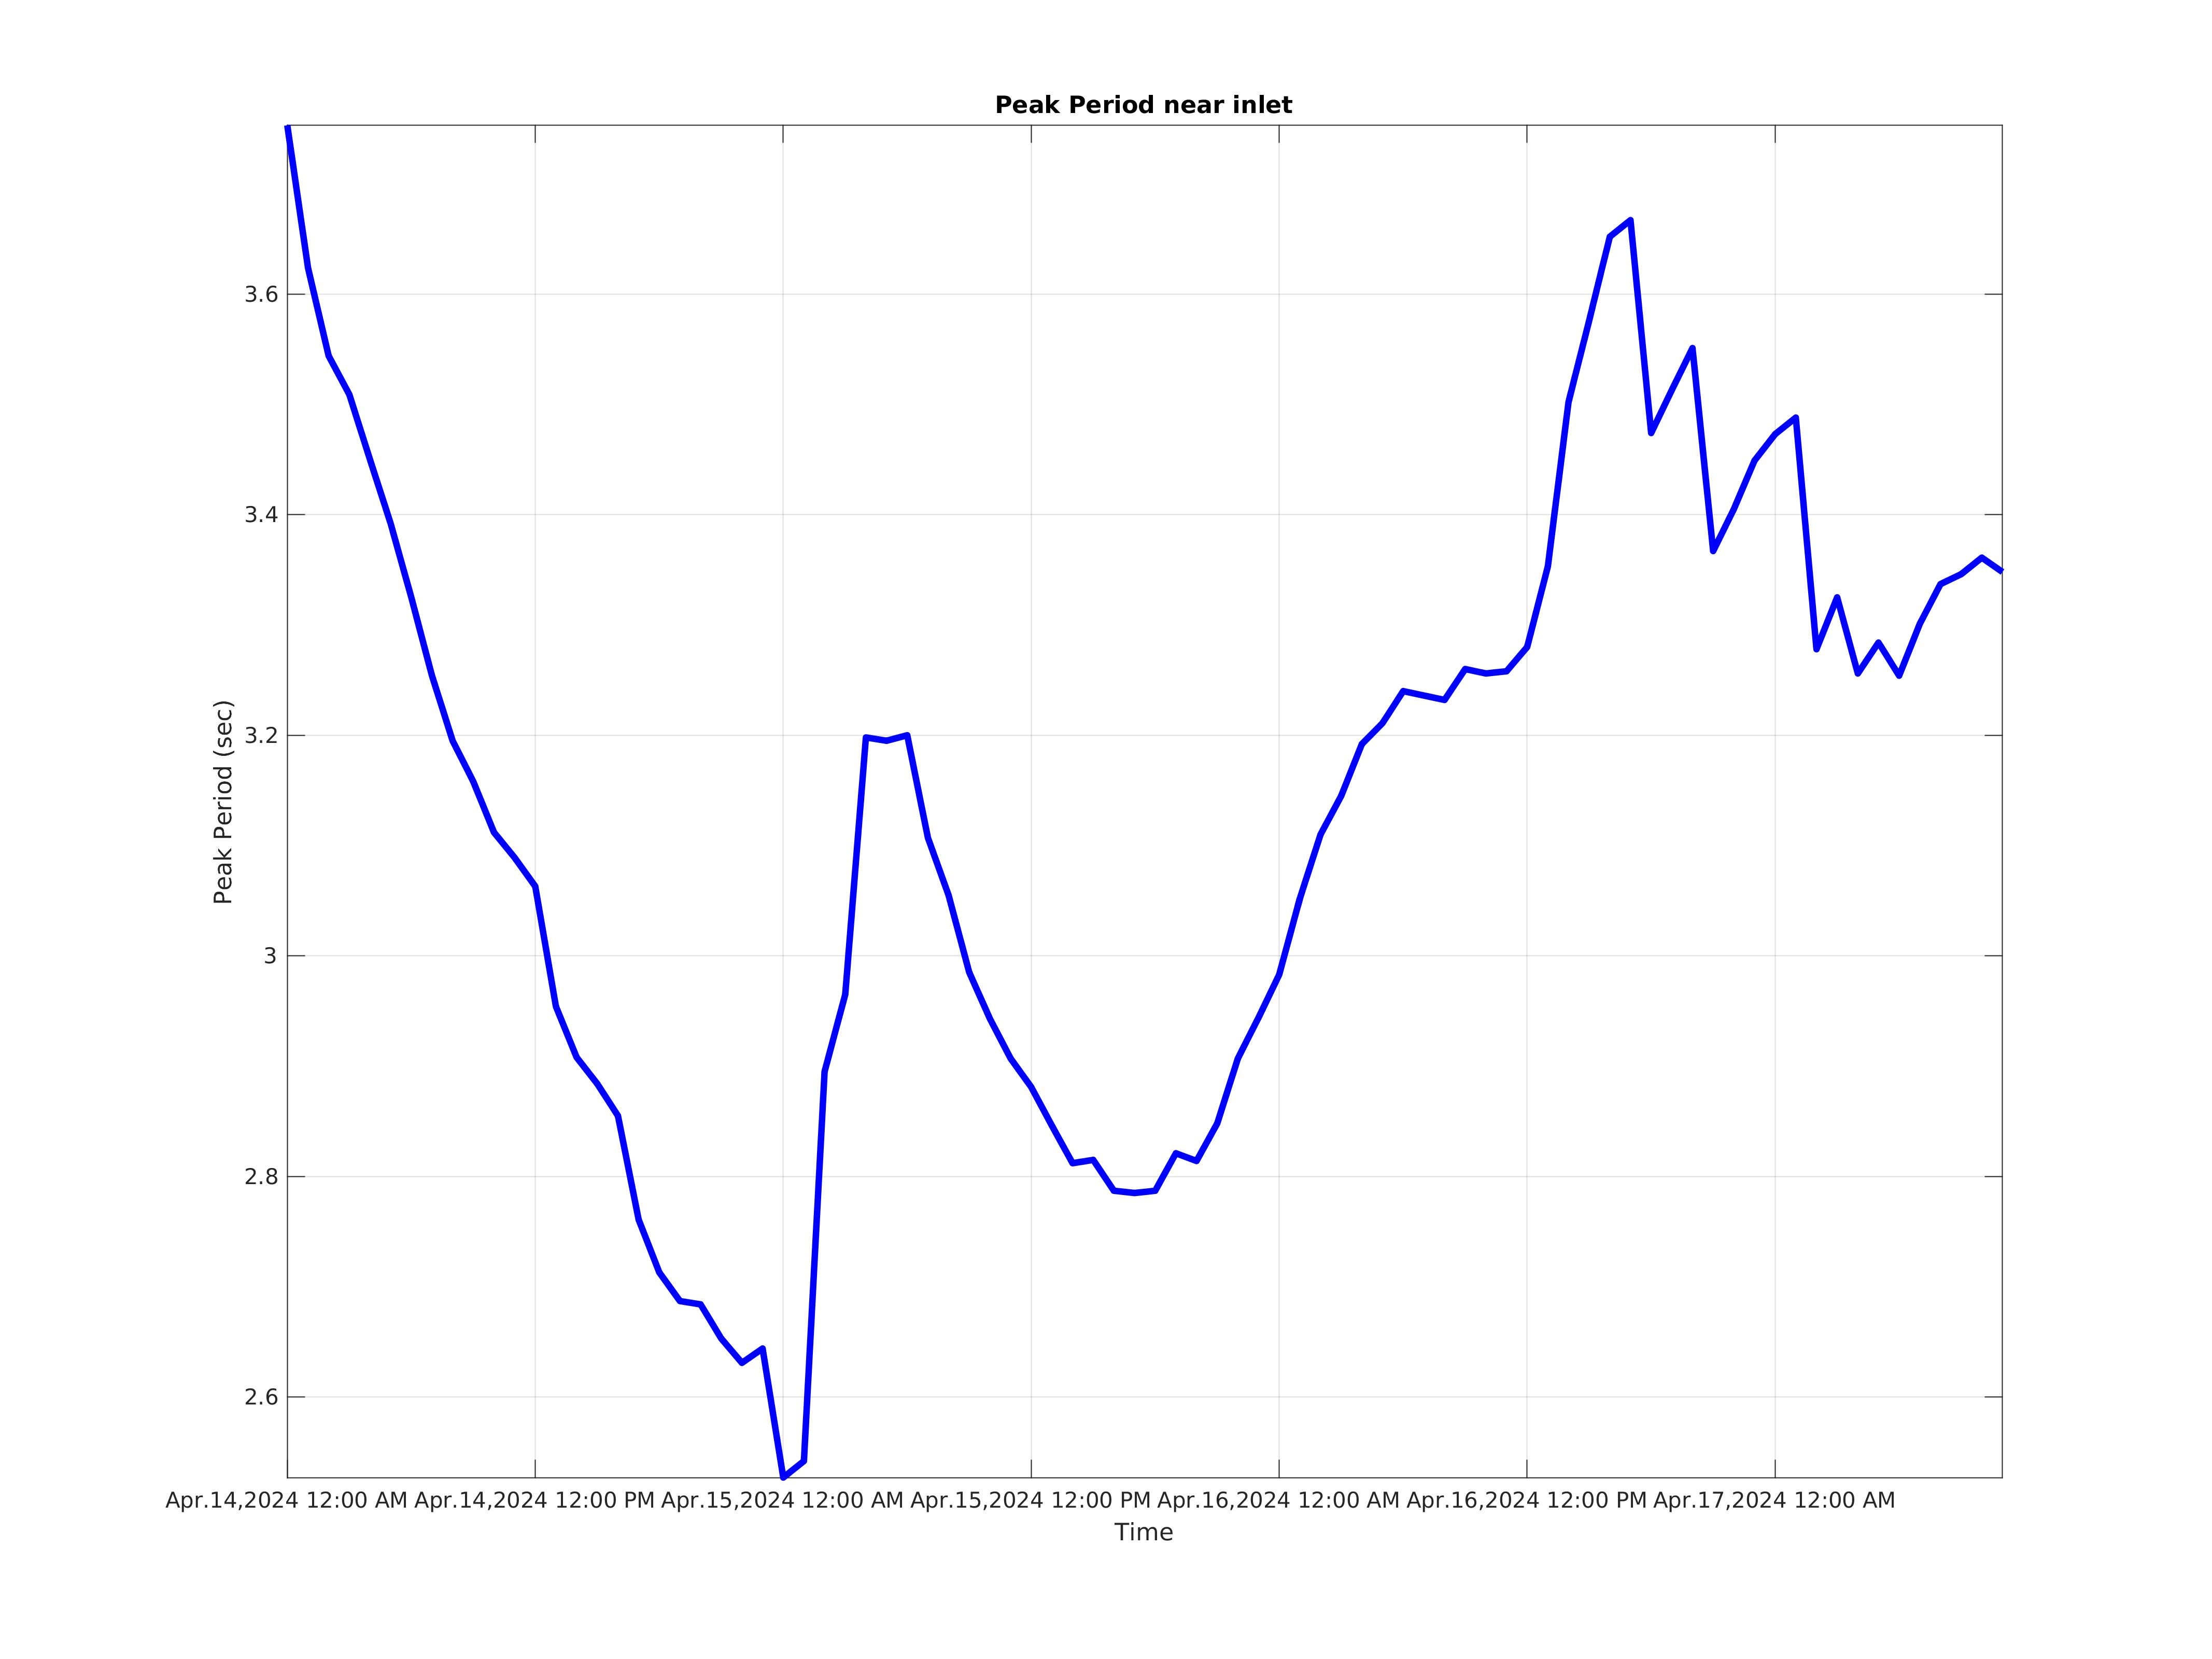 Peak Period near inlet
Peak Period (sec)
3.6
3.4
3.2
3
2.8
2.6
Apr.14,2024 12:00 AM Apr.14,2024 12:00 PM Apr.15,2024 12:00 AM Apr.15,2024 12:00 PM Apr.16,2024 12:00 AM Apr.16,2024 12:00 PM Apr.17,2024 12:00 AM
Time